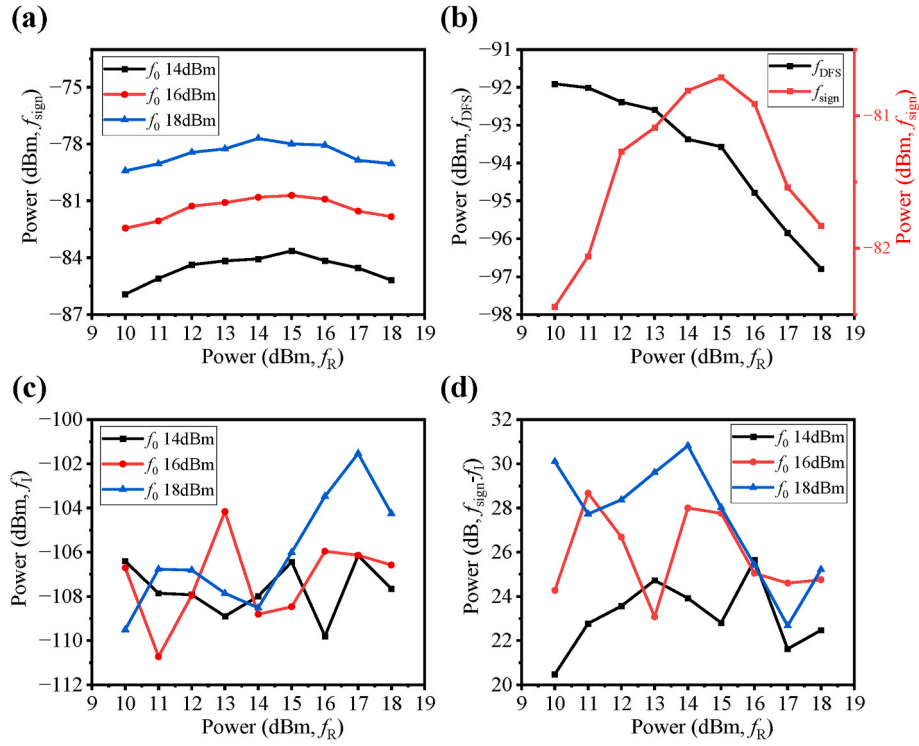 (a)
−75
−78
−81
−84
−87
Power (dBm, fsign)
f0 14dBm
f0 16dBm
f0 18dBm
9 10 11 12 13 14 15 16 17 18 19
Power (dBm, fR)
(b)
−91
−92
−93
−94
−95
−96
−97
−98
Power (dBm, fDFS)
fDFS
fsign
−81
−82
Power (dBm, fsign)
9 10 11 12 13 14 15 16 17 18 19
Power (dBm, fR)
(c)
−100
−102
−104
−106
−108
−110
−112
Power (dBm, fI)
f0 14dBm
f0 16dBm
f0 18dBm
9 10 11 12 13 14 15 16 17 18 19
Power (dBm, fR)
(d)
32
30
28
26
24
22
20
Power (dB, fsign-fI)
f0 14dBm
f0 16dBm
f0 18dBm
9 10 11 12 13 14 15 16 17 18 19
Power (dBm, fR)